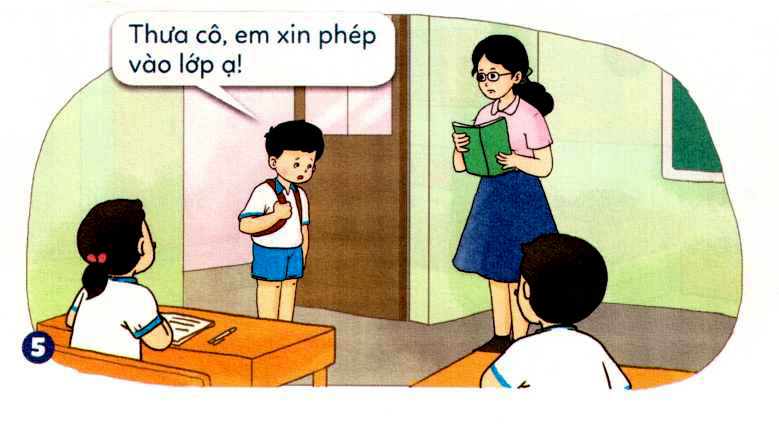 Thưa cô, em xin phép
vào lớp ạ!
5